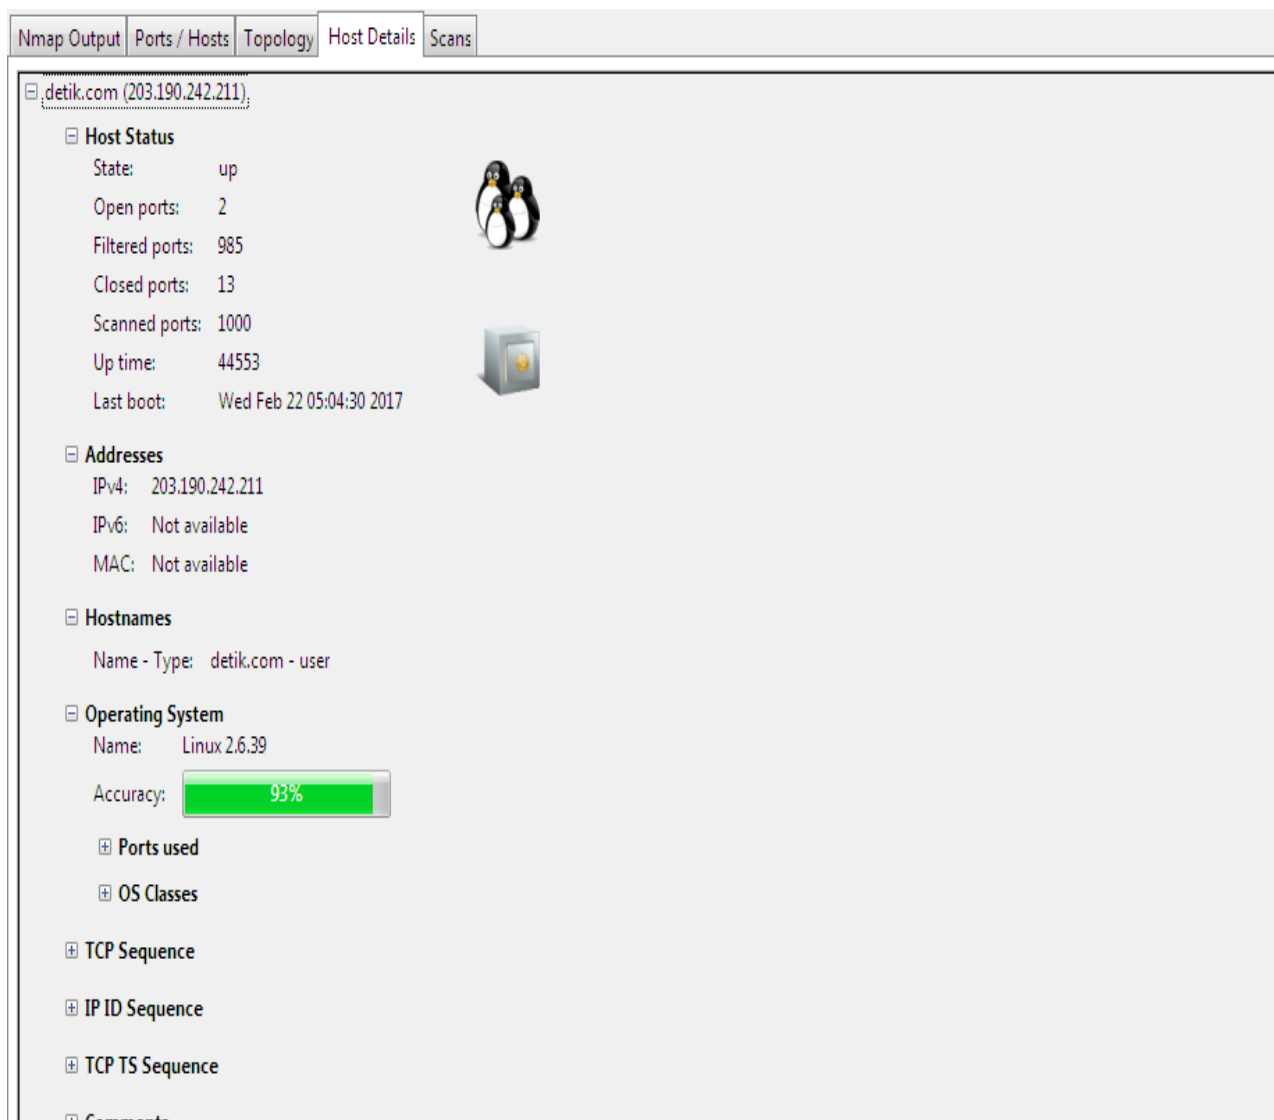 Nmap Output Ports / Hosts Topology Host Details Scans
detik.com (203.190.242.211)
Host Status
State: up
Open ports: 2
Filtered ports: 985
Closed ports: 13
Scanned ports: 1000
Up time: 44553
Last boot: Wed Feb 22 05:04:30 2017
Addresses
IPv4: 203.190.242.211
IPv6: Not available
MAC: Not available
Hostnames
Name - Type: detik.com - user
Operating System
Name: Linux 2.6.39
Accuracy: 93%
Ports used
OS Classes
TCP Sequence
IP ID Sequence
TCP TS Sequence
Comments